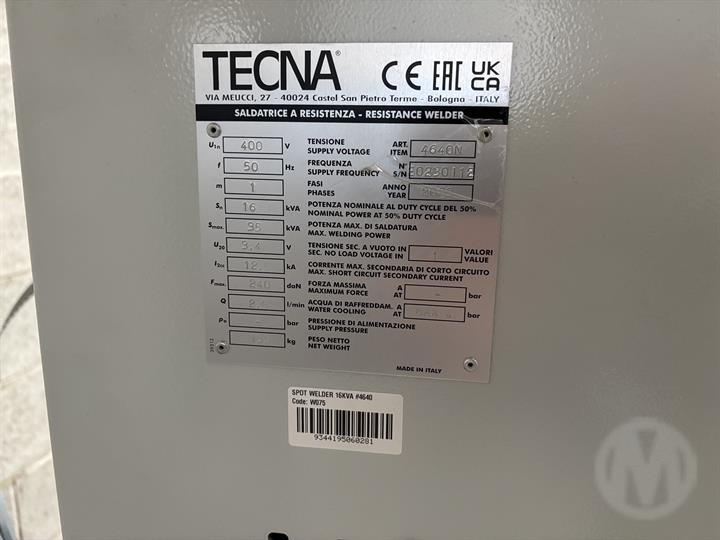 TECNA® CE EAC UK CA
VIA MEUCCI, 27 - 40024 Castel San Pietro Terme - Bologna - ITALY
SALDATRICE A RESISTENZA - RESISTANCE WELDER
U1n 400 V TENSIONE SUPPLY VOLTAGE ART. ITEM 4640N
f 50 Hz FREQUENZA SUPPLY FREQUENCY N° S/N 20230112
m 1 FASI PHASES ANNO YEAR
Sn 16 kVA POTENZA NOMINALE AL DUTY CYCLE DEL 50% NOMINAL POWER AT 50% DUTY CYCLE
Smax. kVA POTENZA MAX. DI SALDATURA MAX. WELDING POWER
U20 3.4 V TENSIONE SEC. A VUOTO IN SEC. NO LOAD VOLTAGE IN 1 VALORI VALUE
I2cc kA CORRENTE MAX. SECONDARIA DI CORTO CIRCUITO MAX. SHORT CIRCUIT SECONDARY CURRENT
Fmax. 240 daN FORZA MASSIMA MAXIMUM FORCE A AT - bar
Q l/min ACQUA DI RAFFREDDAM. WATER COOLING A AT bar
- bar PRESSIONE DI ALIMENTAZIONE SUPPLY PRESSURE
kg PESO NETTO NET WEIGHT
MADE IN ITALY
SPOT WELDER 16KVA #4640
Code: W075
9344195060281
M